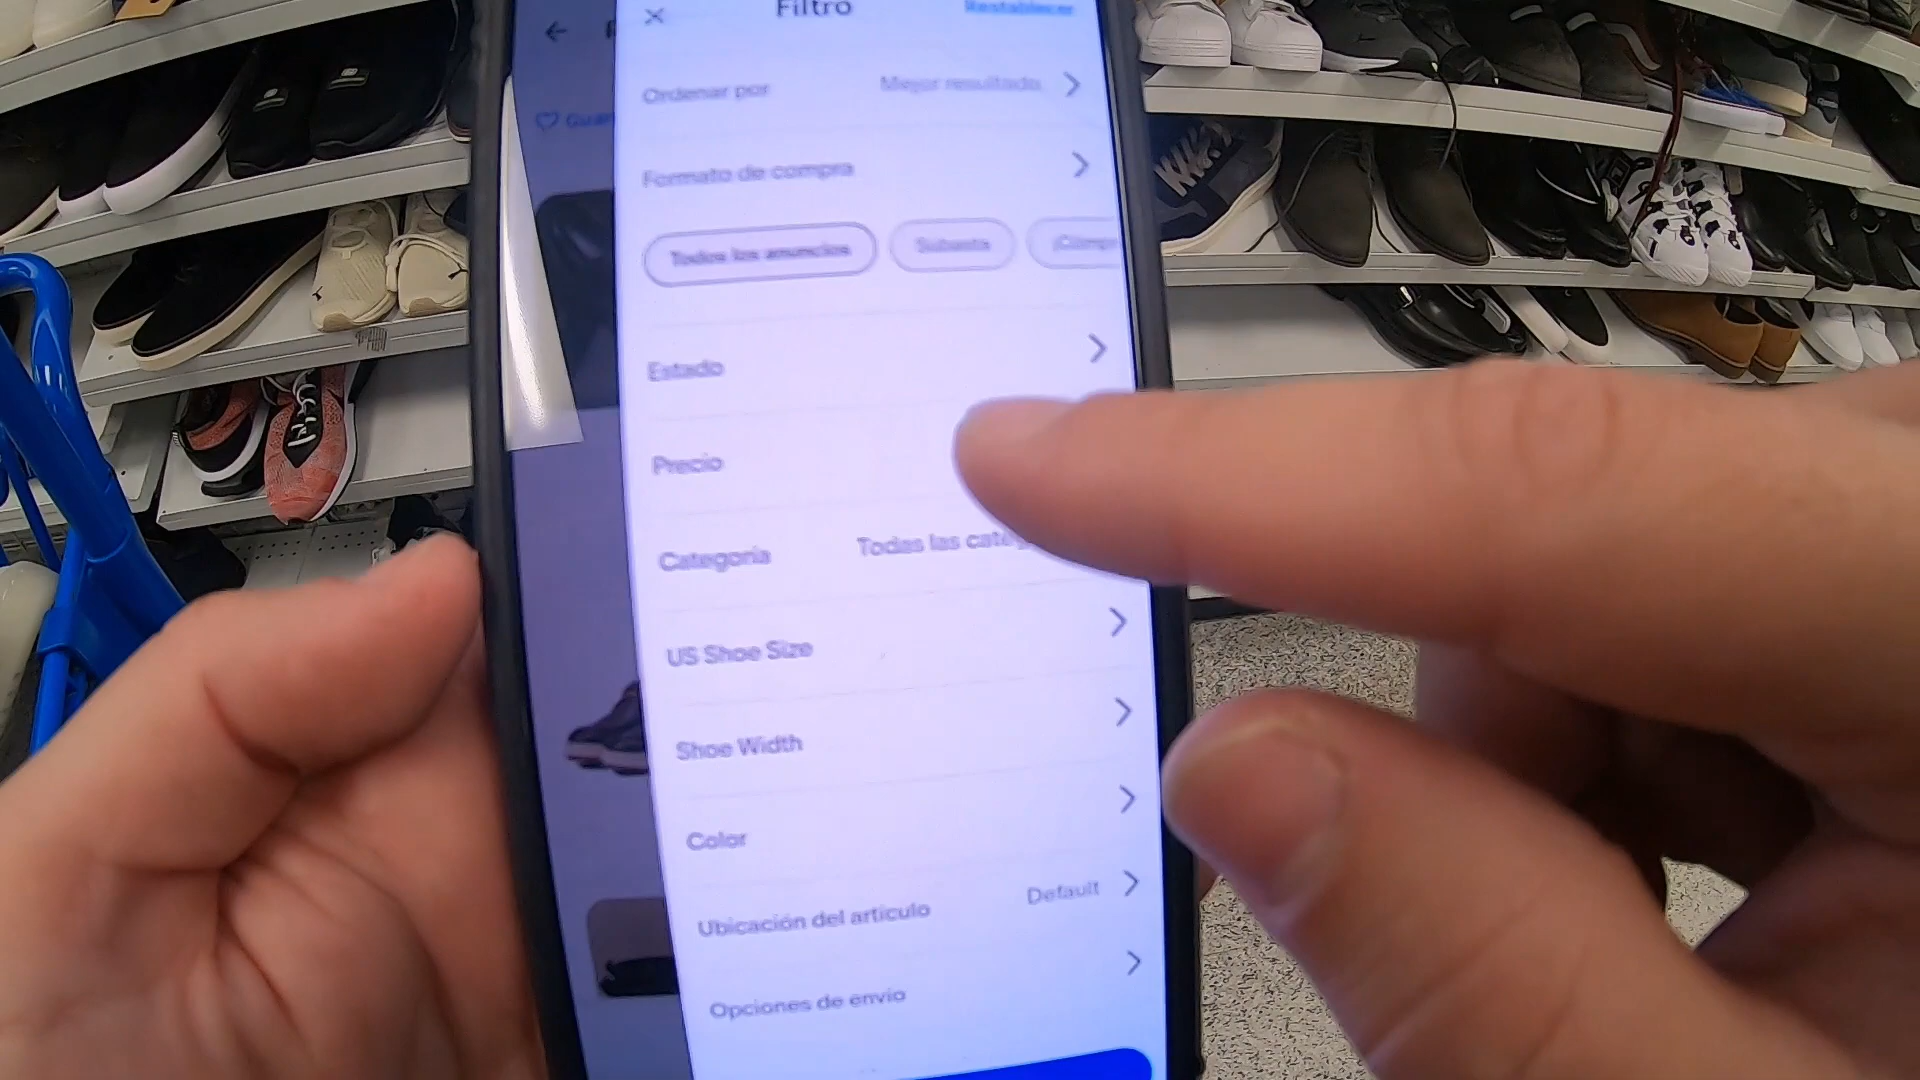 Filtro
Restablecer
Guar
Ordenar por
Mejor resultado
Formato de compra
Todos los anuncios
Subasta
¡Compr
Estado
Precio
Categoría
Todas las categ
US Shoe Size
Shoe Width
Color
Ubicación del artículo
Default
Opciones de envío